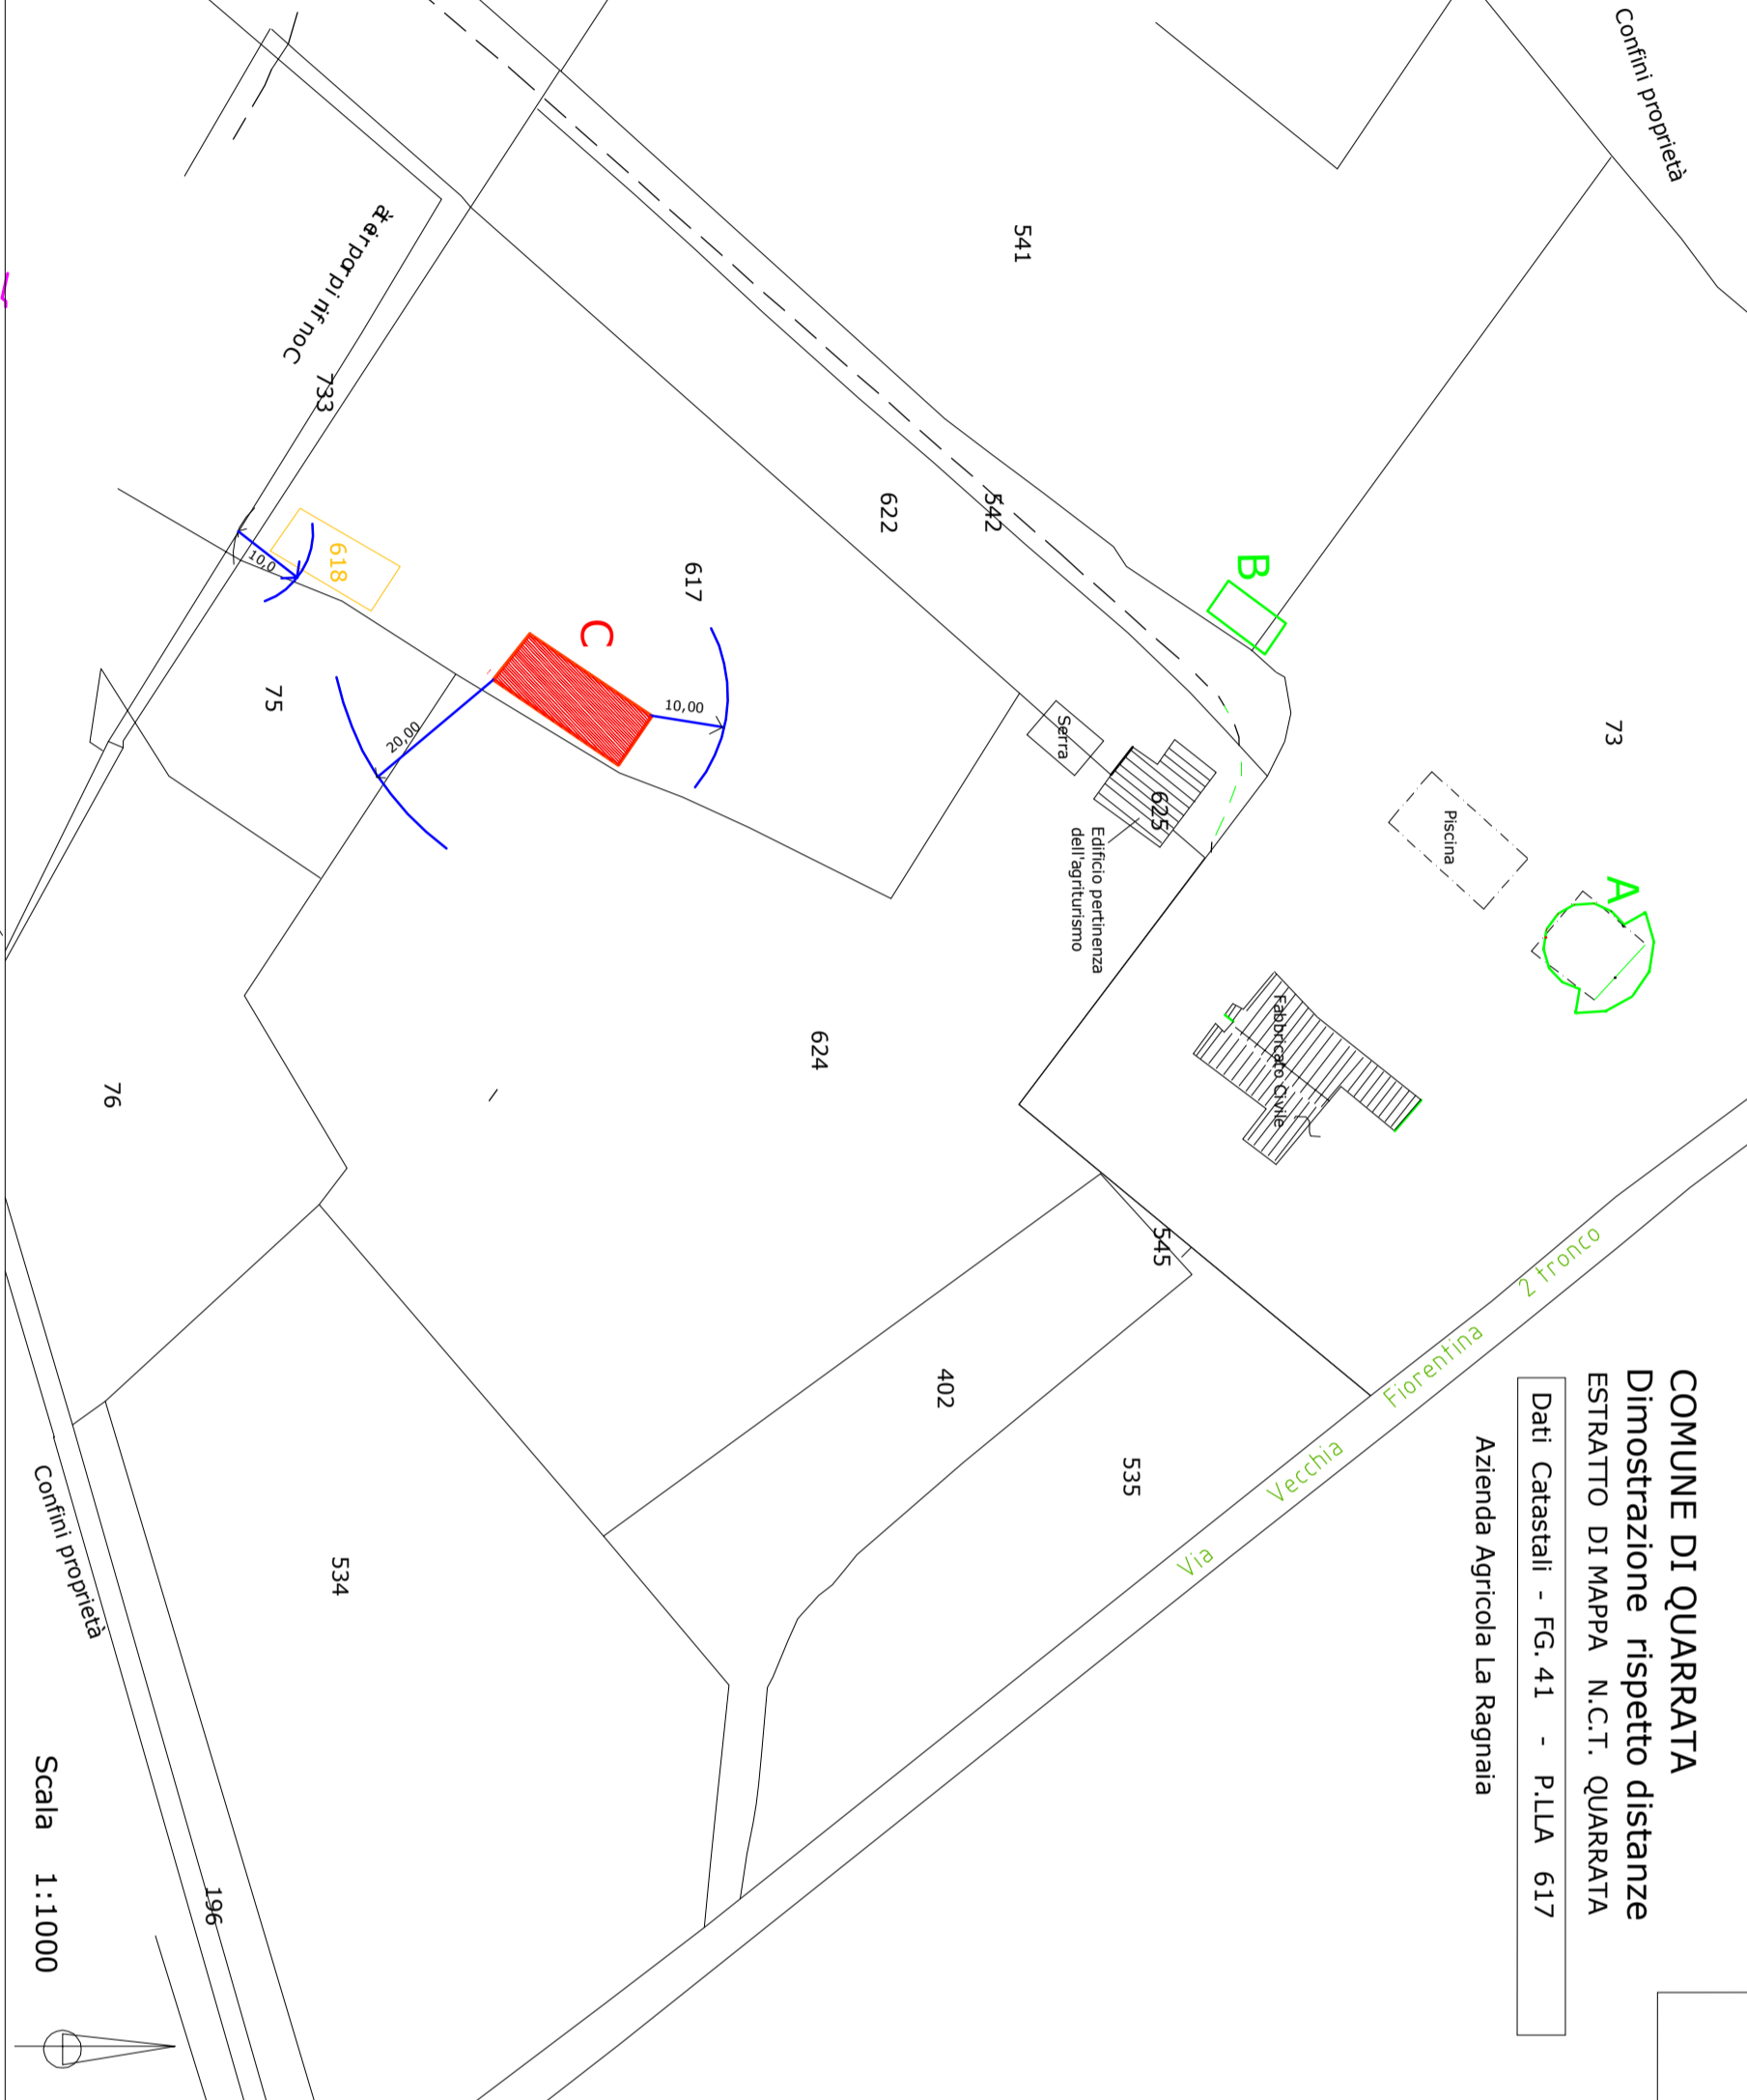 COMUNE DI QUARRATA
Dimostrazione rispetto distanze
ESTRATTO DI MAPPA N.C.T. QUARRATA
Dati Catastali - FG. 41 - P.LLA 617
Azienda Agricola La Ragnaia
Confini proprietà
73
A
Piscina
B
541
542
622
625
Serra
Edificio pertinenza
dell'agriturismo
Fabbricato Civile
Via Vecchia Fiorentina 2 tronco
545
535
402
624
617
C
10,00
20,00
618
10,0
Confini proprietà
733
75
76
534
Confini proprietà
196
Scala 1:1000